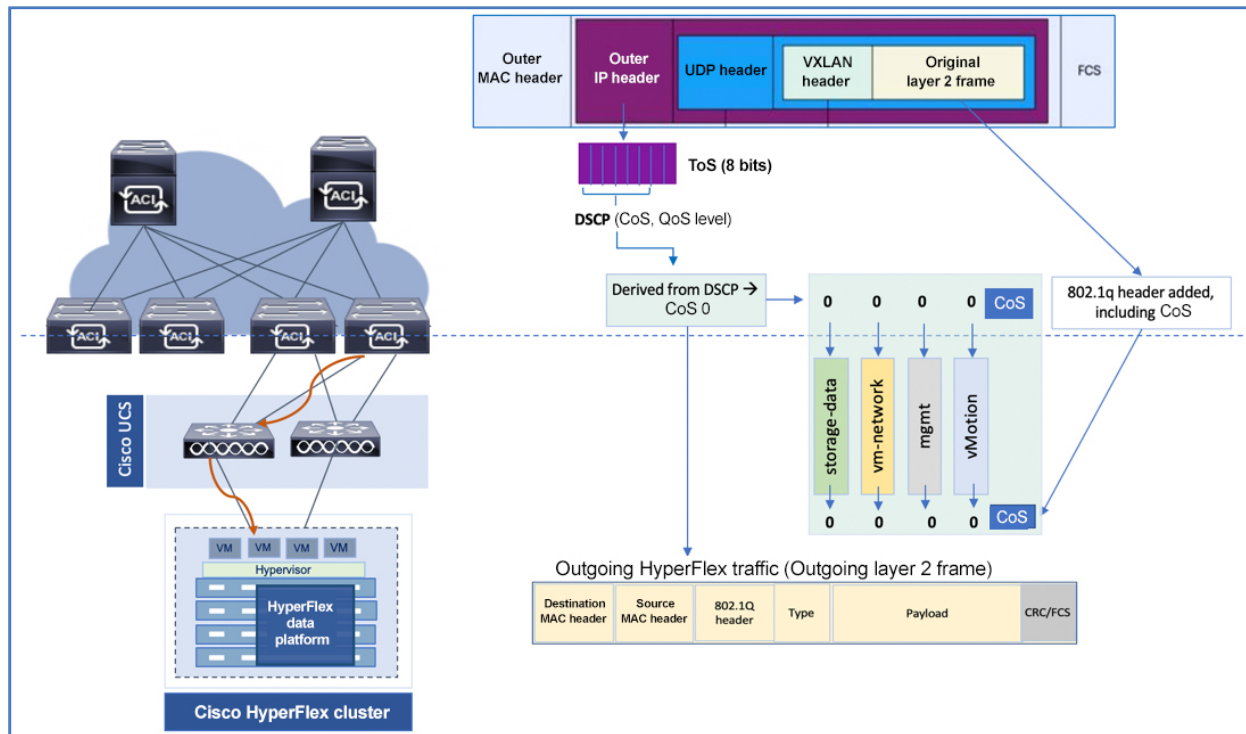 Outer
MAC header
Outer
IP header
UDP header
VXLAN
header
Original
layer 2 frame
FCS
ToS (8 bits)
DSCP (CoS, QoS level)
Derived from DSCP →
CoS 0
0 0 0 0 CoS
802.1q header added,
including CoS
storage-data
vm-network
mgmt
vMotion
0 0 0 0 CoS
ACI
ACI
ACI
ACI
ACI
ACI
Cisco UCS
VM VM VM VM
Hypervisor
HyperFlex
data
platform
Cisco HyperFlex cluster
Outgoing HyperFlex traffic (Outgoing layer 2 frame)
Destination
MAC header
Source
MAC header
802.1Q
header
Type
Payload
CRC/FCS